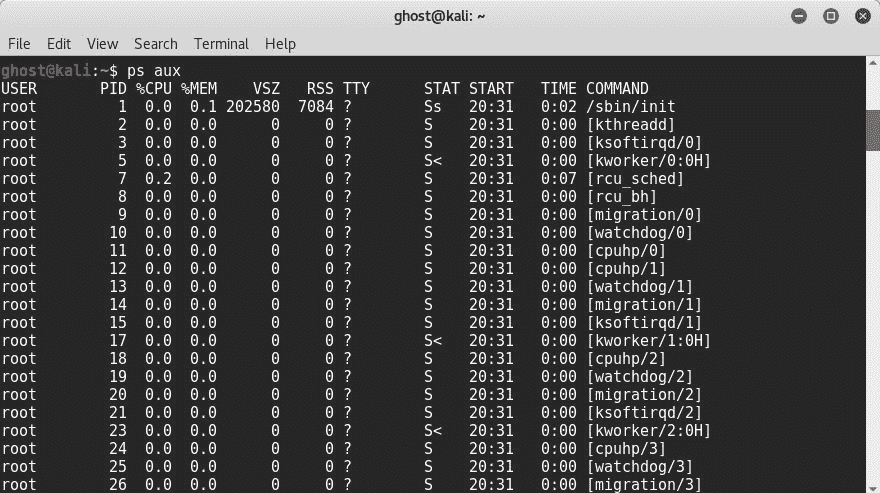 ghost@kali: ~
File Edit View Search Terminal Help
ghost@kali:~$ ps aux
USER       PID %CPU %MEM    VSZ   RSS TTY      STAT START   TIME COMMAND
root         1  0.0  0.1 202580  7084 ?        Ss   20:31   0:02 /sbin/init
root         2  0.0  0.0      0     0 ?        S    20:31   0:00 [kthreadd]
root         3  0.0  0.0      0     0 ?        S    20:31   0:00 [ksoftirqd/0]
root         5  0.0  0.0      0     0 ?        S<   20:31   0:00 [kworker/0:0H]
root         7  0.2  0.0      0     0 ?        S    20:31   0:07 [rcu_sched]
root         8  0.0  0.0      0     0 ?        S    20:31   0:00 [rcu_bh]
root         9  0.0  0.0      0     0 ?        S    20:31   0:00 [migration/0]
root        10  0.0  0.0      0     0 ?        S    20:31   0:00 [watchdog/0]
root        11  0.0  0.0      0     0 ?        S    20:31   0:00 [cpuhp/0]
root        12  0.0  0.0      0     0 ?        S    20:31   0:00 [cpuhp/1]
root        13  0.0  0.0      0     0 ?        S    20:31   0:00 [watchdog/1]
root        14  0.0  0.0      0     0 ?        S    20:31   0:00 [migration/1]
root        15  0.0  0.0      0     0 ?        S    20:31   0:00 [ksoftirqd/1]
root        17  0.0  0.0      0     0 ?        S<   20:31   0:00 [kworker/1:0H]
root        18  0.0  0.0      0     0 ?        S    20:31   0:00 [cpuhp/2]
root        19  0.0  0.0      0     0 ?        S    20:31   0:00 [watchdog/2]
root        20  0.0  0.0      0     0 ?        S    20:31   0:00 [migration/2]
root        21  0.0  0.0      0     0 ?        S    20:31   0:00 [ksoftirqd/2]
root        23  0.0  0.0      0     0 ?        S<   20:31   0:00 [kworker/2:0H]
root        24  0.0  0.0      0     0 ?        S    20:31   0:00 [cpuhp/3]
root        25  0.0  0.0      0     0 ?        S    20:31   0:00 [watchdog/3]
root        26  0.0  0.0      0     0 ?        S    20:31   0:00 [migration/3]